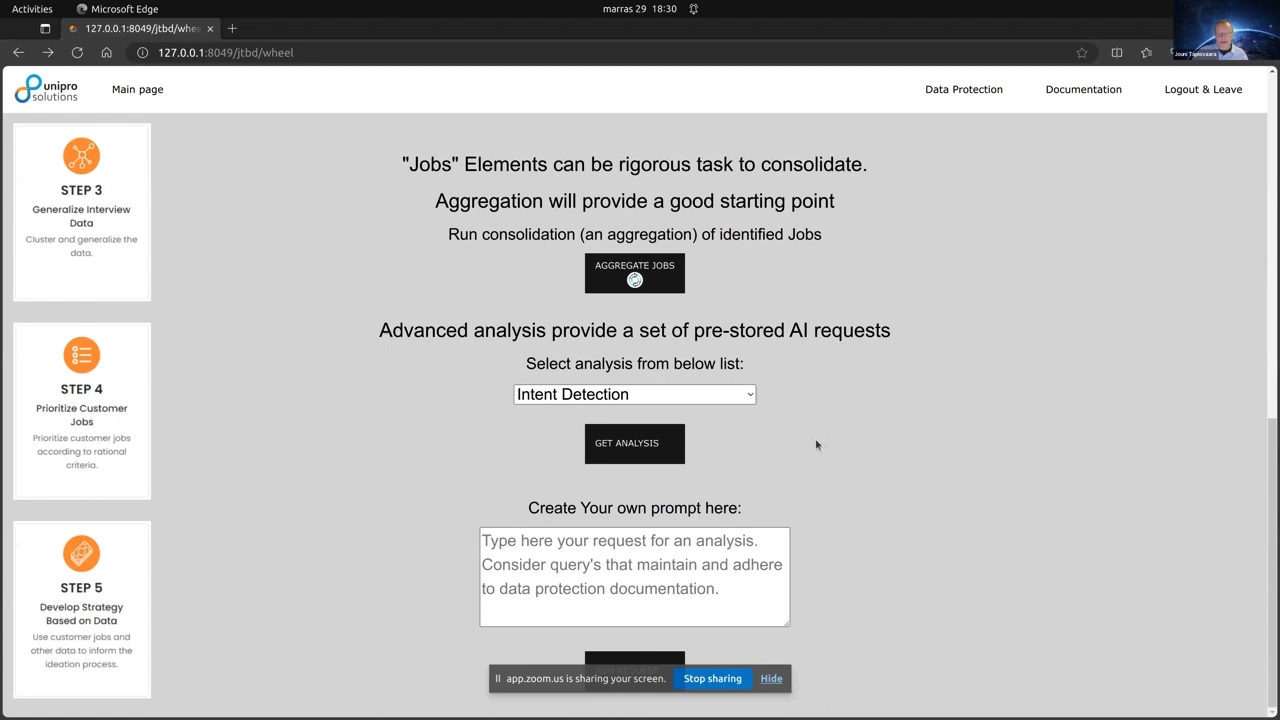 Activities
Microsoft Edge
marras 29 18:30
127.0.0.1:8049/jtbd/whee
127.0.0.1:8049/jtbd/wheel
Jouni Tapiovaara
unipro
solutions
Main page
Data Protection
Documentation
Logout & Leave
STEP 3
Generalize Interview
Data
Cluster and generalize the
data.
STEP 4
Prioritize Customer
Jobs
Prioritize customer jobs
according to rational
criteria.
STEP 5
Develop Strategy
Based on Data
Use customer jobs and
other data to inform the
ideation process.
"Jobs" Elements can be rigorous task to consolidate.
Aggregation will provide a good starting point
Run consolidation (an aggregation) of identified Jobs
AGGREGATE JOBS
Advanced analysis provide a set of pre-stored AI requests
Select analysis from below list:
Intent Detection
GET ANALYSIS
Create Your own prompt here:
Type here your request for an analysis.
Consider query's that maintain and adhere
to data protection documentation.
app.zoom.us is sharing your screen.
Stop sharing
Hide